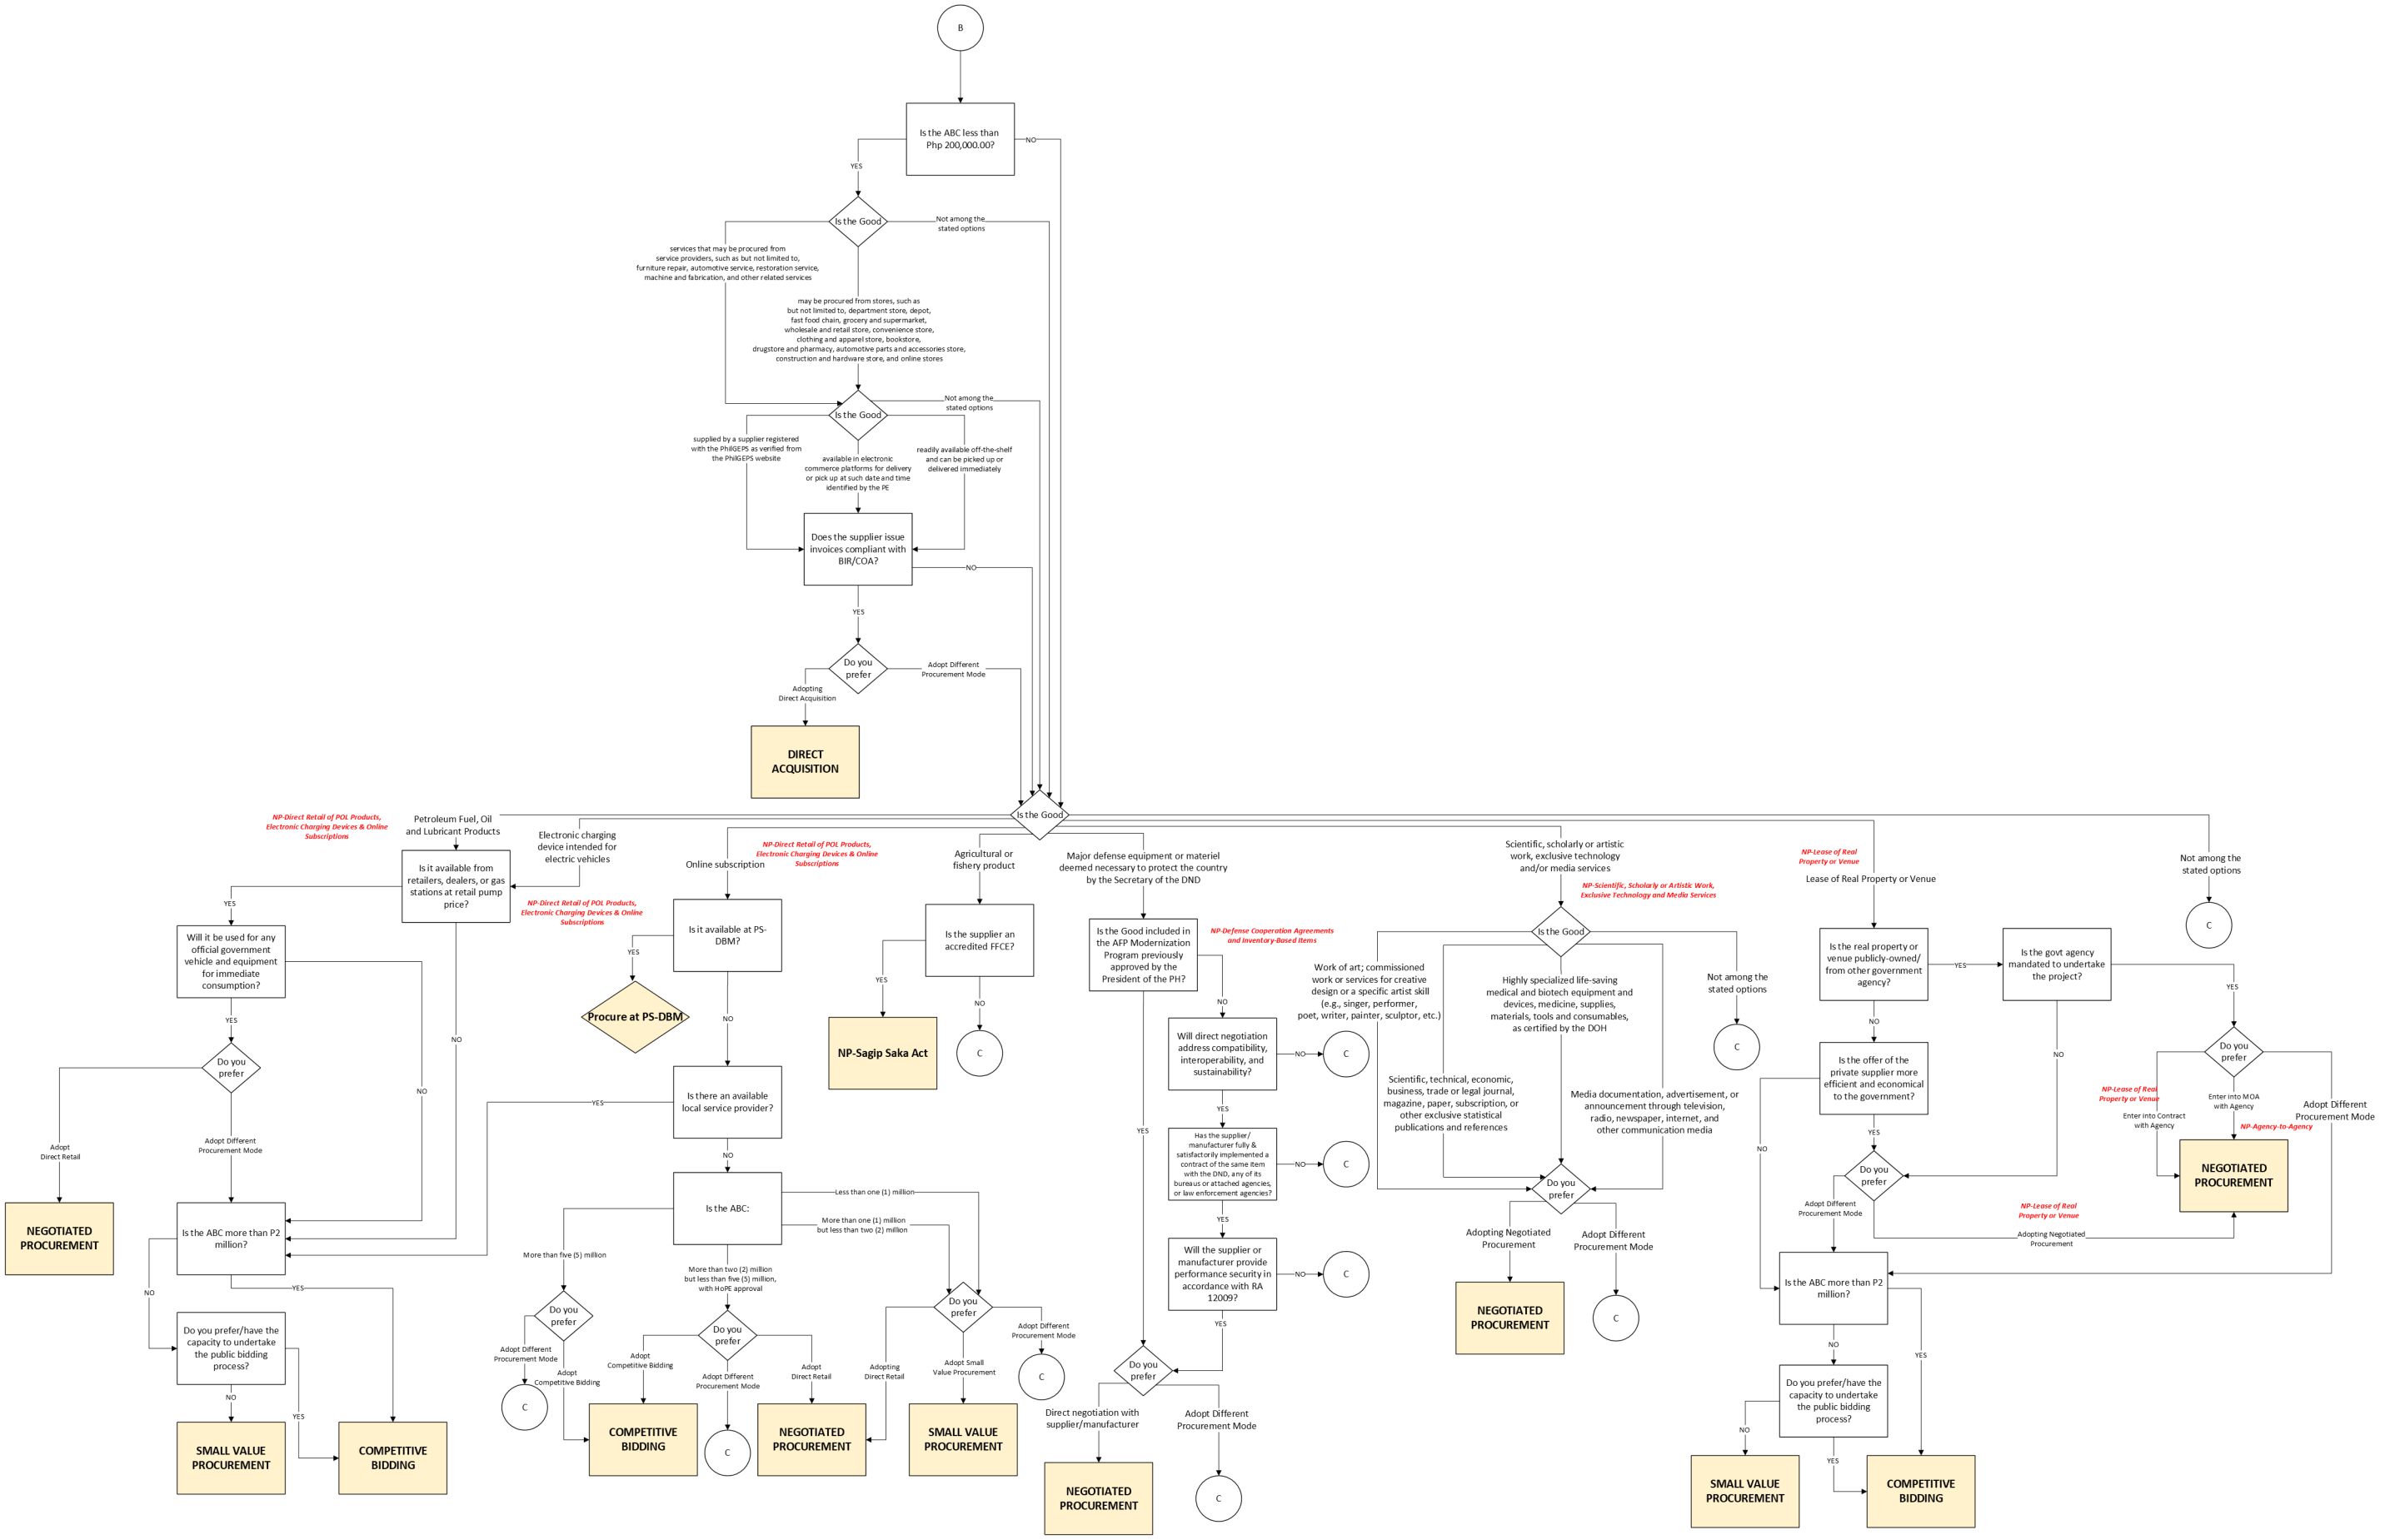 B
Is the ABC less than
Php 200,000.00?
NO
YES
Is the Good
Not among the
stated options
services that may be procured from
service providers, such as but not limited to,
furniture repair, automotive service, restoration service,
machine and fabrication, and other related services
may be procured from stores, such as
but not limited to, department store, depot,
fast food chain, grocery and supermarket,
wholesale and retail store, convenience store,
clothing and apparel store, bookstore,
drugstore and pharmacy, automotive parts and accessories store,
construction and hardware store, and online stores
Is the Good
Not among the
stated options
supplied by a supplier registered
with the PhilGEPS as verified from
the PhilGEPS website
available in electronic
commerce platforms for delivery
or pick up at such date and time
identified by the PE
readily available off-the-shelf
and can be picked up or
delivered immediately
Does the supplier issue
invoices compliant with
BIR/COA?
NO
YES
Do you
prefer
Adopt Different
Procurement Mode
Adopting
Direct Acquisition
DIRECT
ACQUISITION
Is the Good
NP-Direct Retail of POL Products,
Electronic Charging Devices & Online
Subscriptions
Petroleum Fuel, Oil
and Lubricant Products
Electronic charging
device intended for
electric vehicles
Is it available from
retailers, dealers, or gas
stations at retail pump
price?
YES
NO
NP-Direct Retail of POL Products,
Electronic Charging Devices & Online
Subscriptions
Will it be used for any
official government
vehicle and equipment
for immediate
consumption?
YES
NO
Do you
prefer
Adopt
Direct Retail
Adopt Different
Procurement Mode
NEGOTIATED
PROCUREMENT
Is the ABC more than P2
million?
NO
YES
Do you prefer/have the
capacity to undertake
the public bidding
process?
NO
YES
SMALL VALUE
PROCUREMENT
COMPETITIVE
BIDDING
Online subscription
NP-Direct Retail of POL Products,
Electronic Charging Devices & Online
Subscriptions
Is it available at PS-
DBM?
YES
Procure at PS-DBM
NO
Is there an available
local service provider?
YES
NO
Is the ABC:
Less than one (1) million
More than one (1) million
but less than two (2) million
More than five (5) million
More than two (2) million
but less than five (5) million,
with HoPE approval
Do you
prefer
Adopt Different
Procurement Mode
Adopt
Competitive Bidding
C
Do you
prefer
Adopt
Competitive Bidding
Adopt Different
Procurement Mode
Adopt
Direct Retail
COMPETITIVE
BIDDING
C
NEGOTIATED
PROCUREMENT
Do you
prefer
Adopting
Direct Retail
Adopt Small
Value Procurement
Adopt Different
Procurement Mode
C
SMALL VALUE
PROCUREMENT
Agricultural or
fishery product
Is the supplier an
accredited FFCE?
YES
NO
NP-Sagip Saka Act
C
Major defense equipment or materiel
deemed necessary to protect the country
by the Secretary of the DND
Is the Good included in
the AFP Modernization
Program previously
approved by the
President of the PH?
NP-Defense Cooperation Agreements
and Inventory-Based Items
NO
YES
Will direct negotiation
address compatibility,
interoperability, and
sustainability?
NO
C
YES
Has the supplier/
manufacturer fully &
satisfactorily implemented a
contract of the same item
with the DND, any of its
bureaus or attached agencies,
or law enforcement agencies?
NO
C
YES
Will the supplier or
manufacturer provide
performance security in
accordance with RA
12009?
NO
C
YES
Do you
prefer
Direct negotiation with
supplier/manufacturer
Adopt Different
Procurement Mode
NEGOTIATED
PROCUREMENT
C
Scientific, scholarly or artistic
work, exclusive technology
and/or media services
NP-Scientific, Scholarly or Artistic Work,
Exclusive Technology and Media Services
Is the Good
Work of art; commissioned
work or services for creative
design or a specific artist skill
(e.g., singer, performer,
poet, writer, painter, sculptor, etc.)
Highly specialized life-saving
medical and biotech equipment and
devices, medicine, supplies,
materials, tools and consumables,
as certified by the DOH
Not among the
stated options
C
Scientific, technical, economic,
business, trade or legal journal,
magazine, paper, subscription, or
other exclusive statistical
publications and references
Media documentation, advertisement, or
announcement through television,
radio, newspaper, internet, and
other communication media
Do you
prefer
Adopting Negotiated
Procurement
Adopt Different
Procurement Mode
NEGOTIATED
PROCUREMENT
C
NP-Lease of Real
Property or Venue
Lease of Real Property or Venue
Is the real property or
venue publicly-owned/
from other government
agency?
YES
Is the govt agency
mandated to undertake
the project?
YES
NO
NO
Is the offer of the
private supplier more
efficient and economical
to the government?
NO
YES
Do you
prefer
NP-Lease of Real
Property or Venue
Enter into Contract
with Agency
Enter into MOA
with Agency
NP-Agency-to-Agency
Adopt Different
Procurement Mode
NEGOTIATED
PROCUREMENT
Do you
prefer
Adopt Different
Procurement Mode
NP-Lease of Real
Property or Venue
Adopting Negotiated
Procurement
Is the ABC more than P2
million?
NO
YES
Do you prefer/have the
capacity to undertake
the public bidding
process?
NO
YES
SMALL VALUE
PROCUREMENT
COMPETITIVE
BIDDING
Not among the
stated options
C